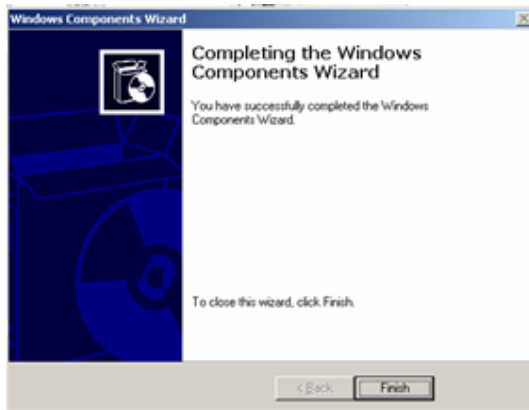 Windows Components Wizard
Completing the Windows
Components Wizard
You have successfully completed the Windows
Components Wizard.
To close this wizard, click Finish.
< Back
Finish